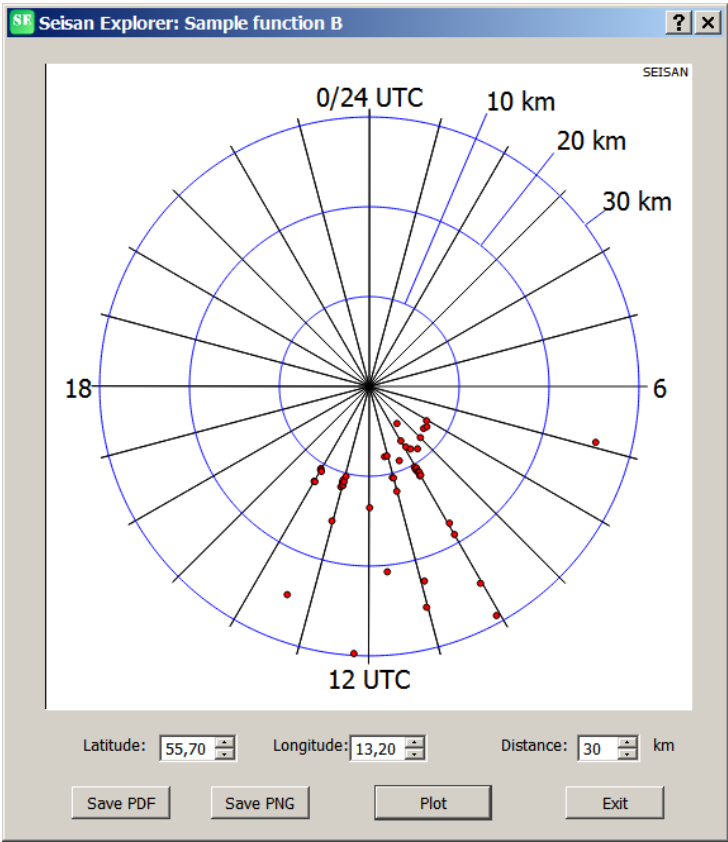 SE Seisan Explorer: Sample function B ? X
SEISAN
0/24 UTC
10 km
20 km
30 km
18
6
12 UTC
Latitude: 55,70 Longitude: 13,20 Distance: 30 km
Save PDF Save PNG Plot Exit